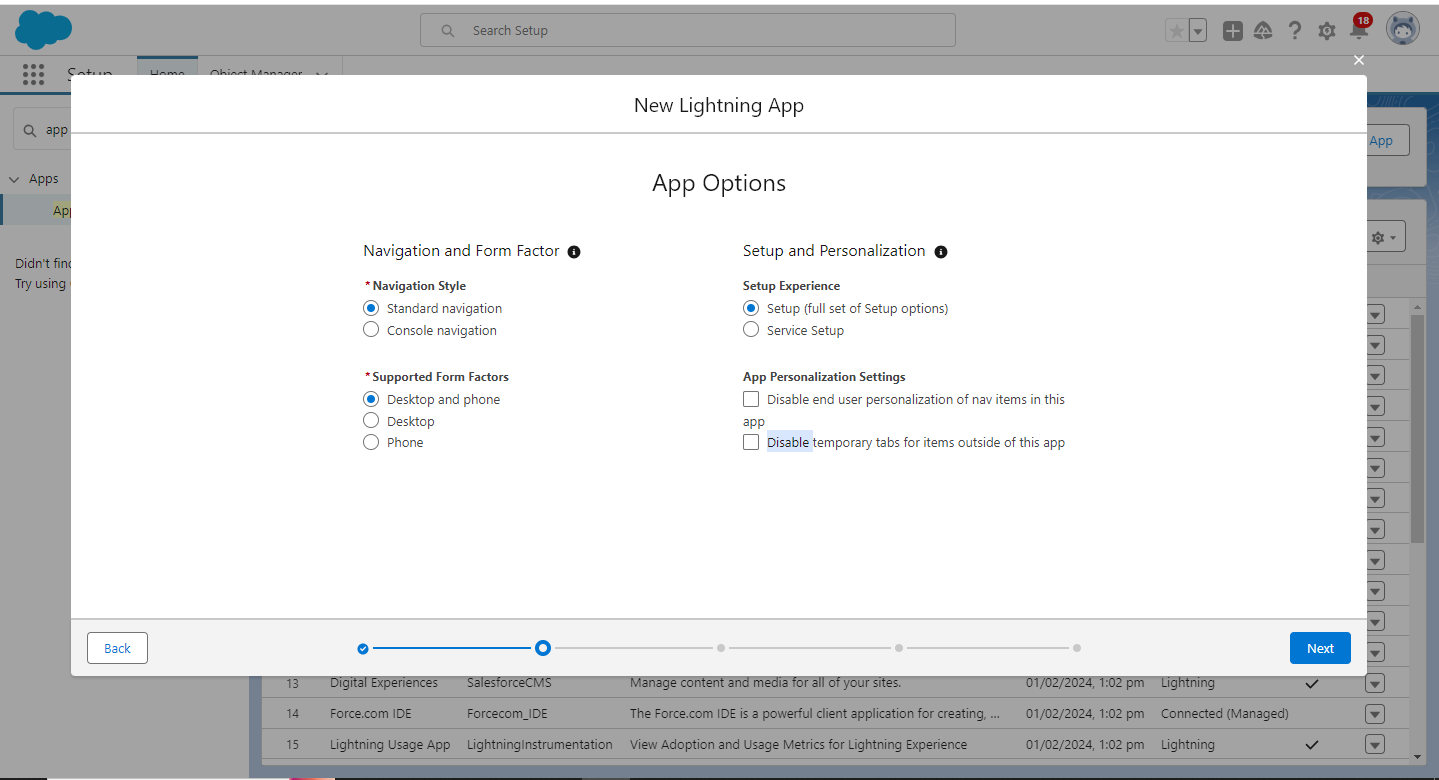 Search Setup
18
Setup
Home
Object Manager
New Lightning App
app
App
Apps
App
App Options
Didn't find
Try using
Navigation and Form Factor
*Navigation Style
Standard navigation
Console navigation
*Supported Form Factors
Desktop and phone
Desktop
Phone
Setup and Personalization
Setup Experience
Setup (full set of Setup options)
Service Setup
App Personalization Settings
Disable end user personalization of nav items in this
app
Disable temporary tabs for items outside of this app
Back
Next
13 Digital Experiences SalesforceCMS Manage content and media for all of your sites. 01/02/2024, 1:02 pm Lightning
14 Force.com IDE Forcecom_IDE The Force.com IDE is a powerful client application for creating, ... 01/02/2024, 1:02 pm Connected (Managed)
15 Lightning Usage App LightningInstrumentation View Adoption and Usage Metrics for Lightning Experience 01/02/2024, 1:02 pm Lightning